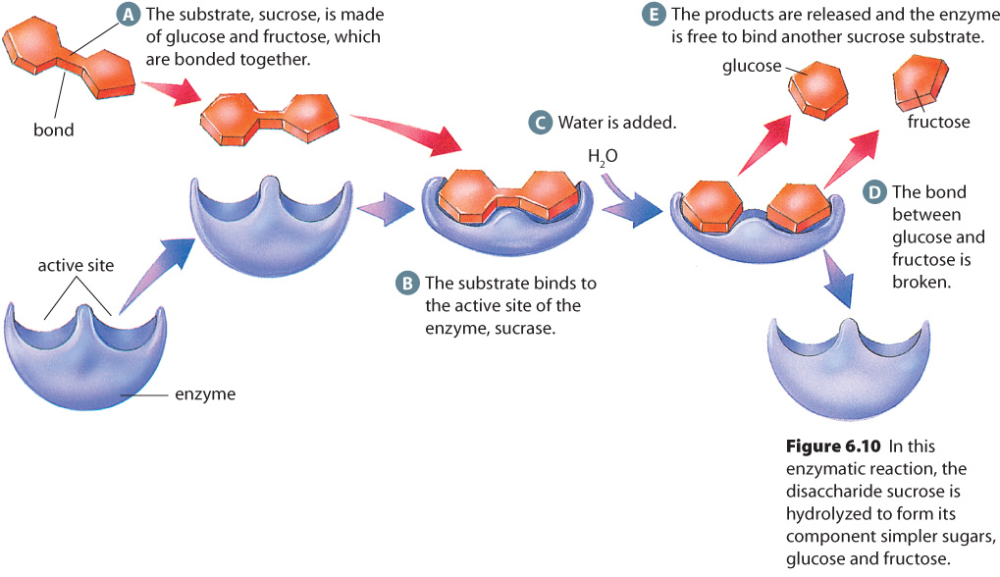 A The substrate, sucrose, is made
of glucose and fructose, which
are bonded together.
bond
E The products are released and the enzyme
is free to bind another sucrose substrate.
glucose
fructose
C Water is added.
H₂O
D The bond
between
glucose and
fructose is
broken.
active site
B The substrate binds to
the active site of the
enzyme, sucrase.
enzyme
Figure 6.10 In this
enzymatic reaction, the
disaccharide sucrose is
hydrolyzed to form its
component simpler sugars,
glucose and fructose.